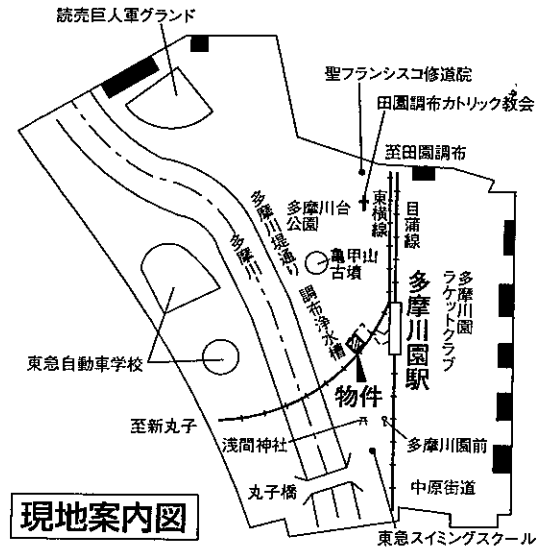 読売巨人軍グランド
聖フランシスコ修道院
田園調布カトリック教会
至田園調布
東横線
目蒲線
多摩川台
公園
多摩川堤通り
多摩川
亀甲山
古墳
調布浄水槽
多摩川園駅
多摩川園
ラケットクラブ
東急自動車学校
物件
至新丸子
浅間神社
多摩川園前
丸子橋
中原街道
東急スイミングスクール
現地案内図